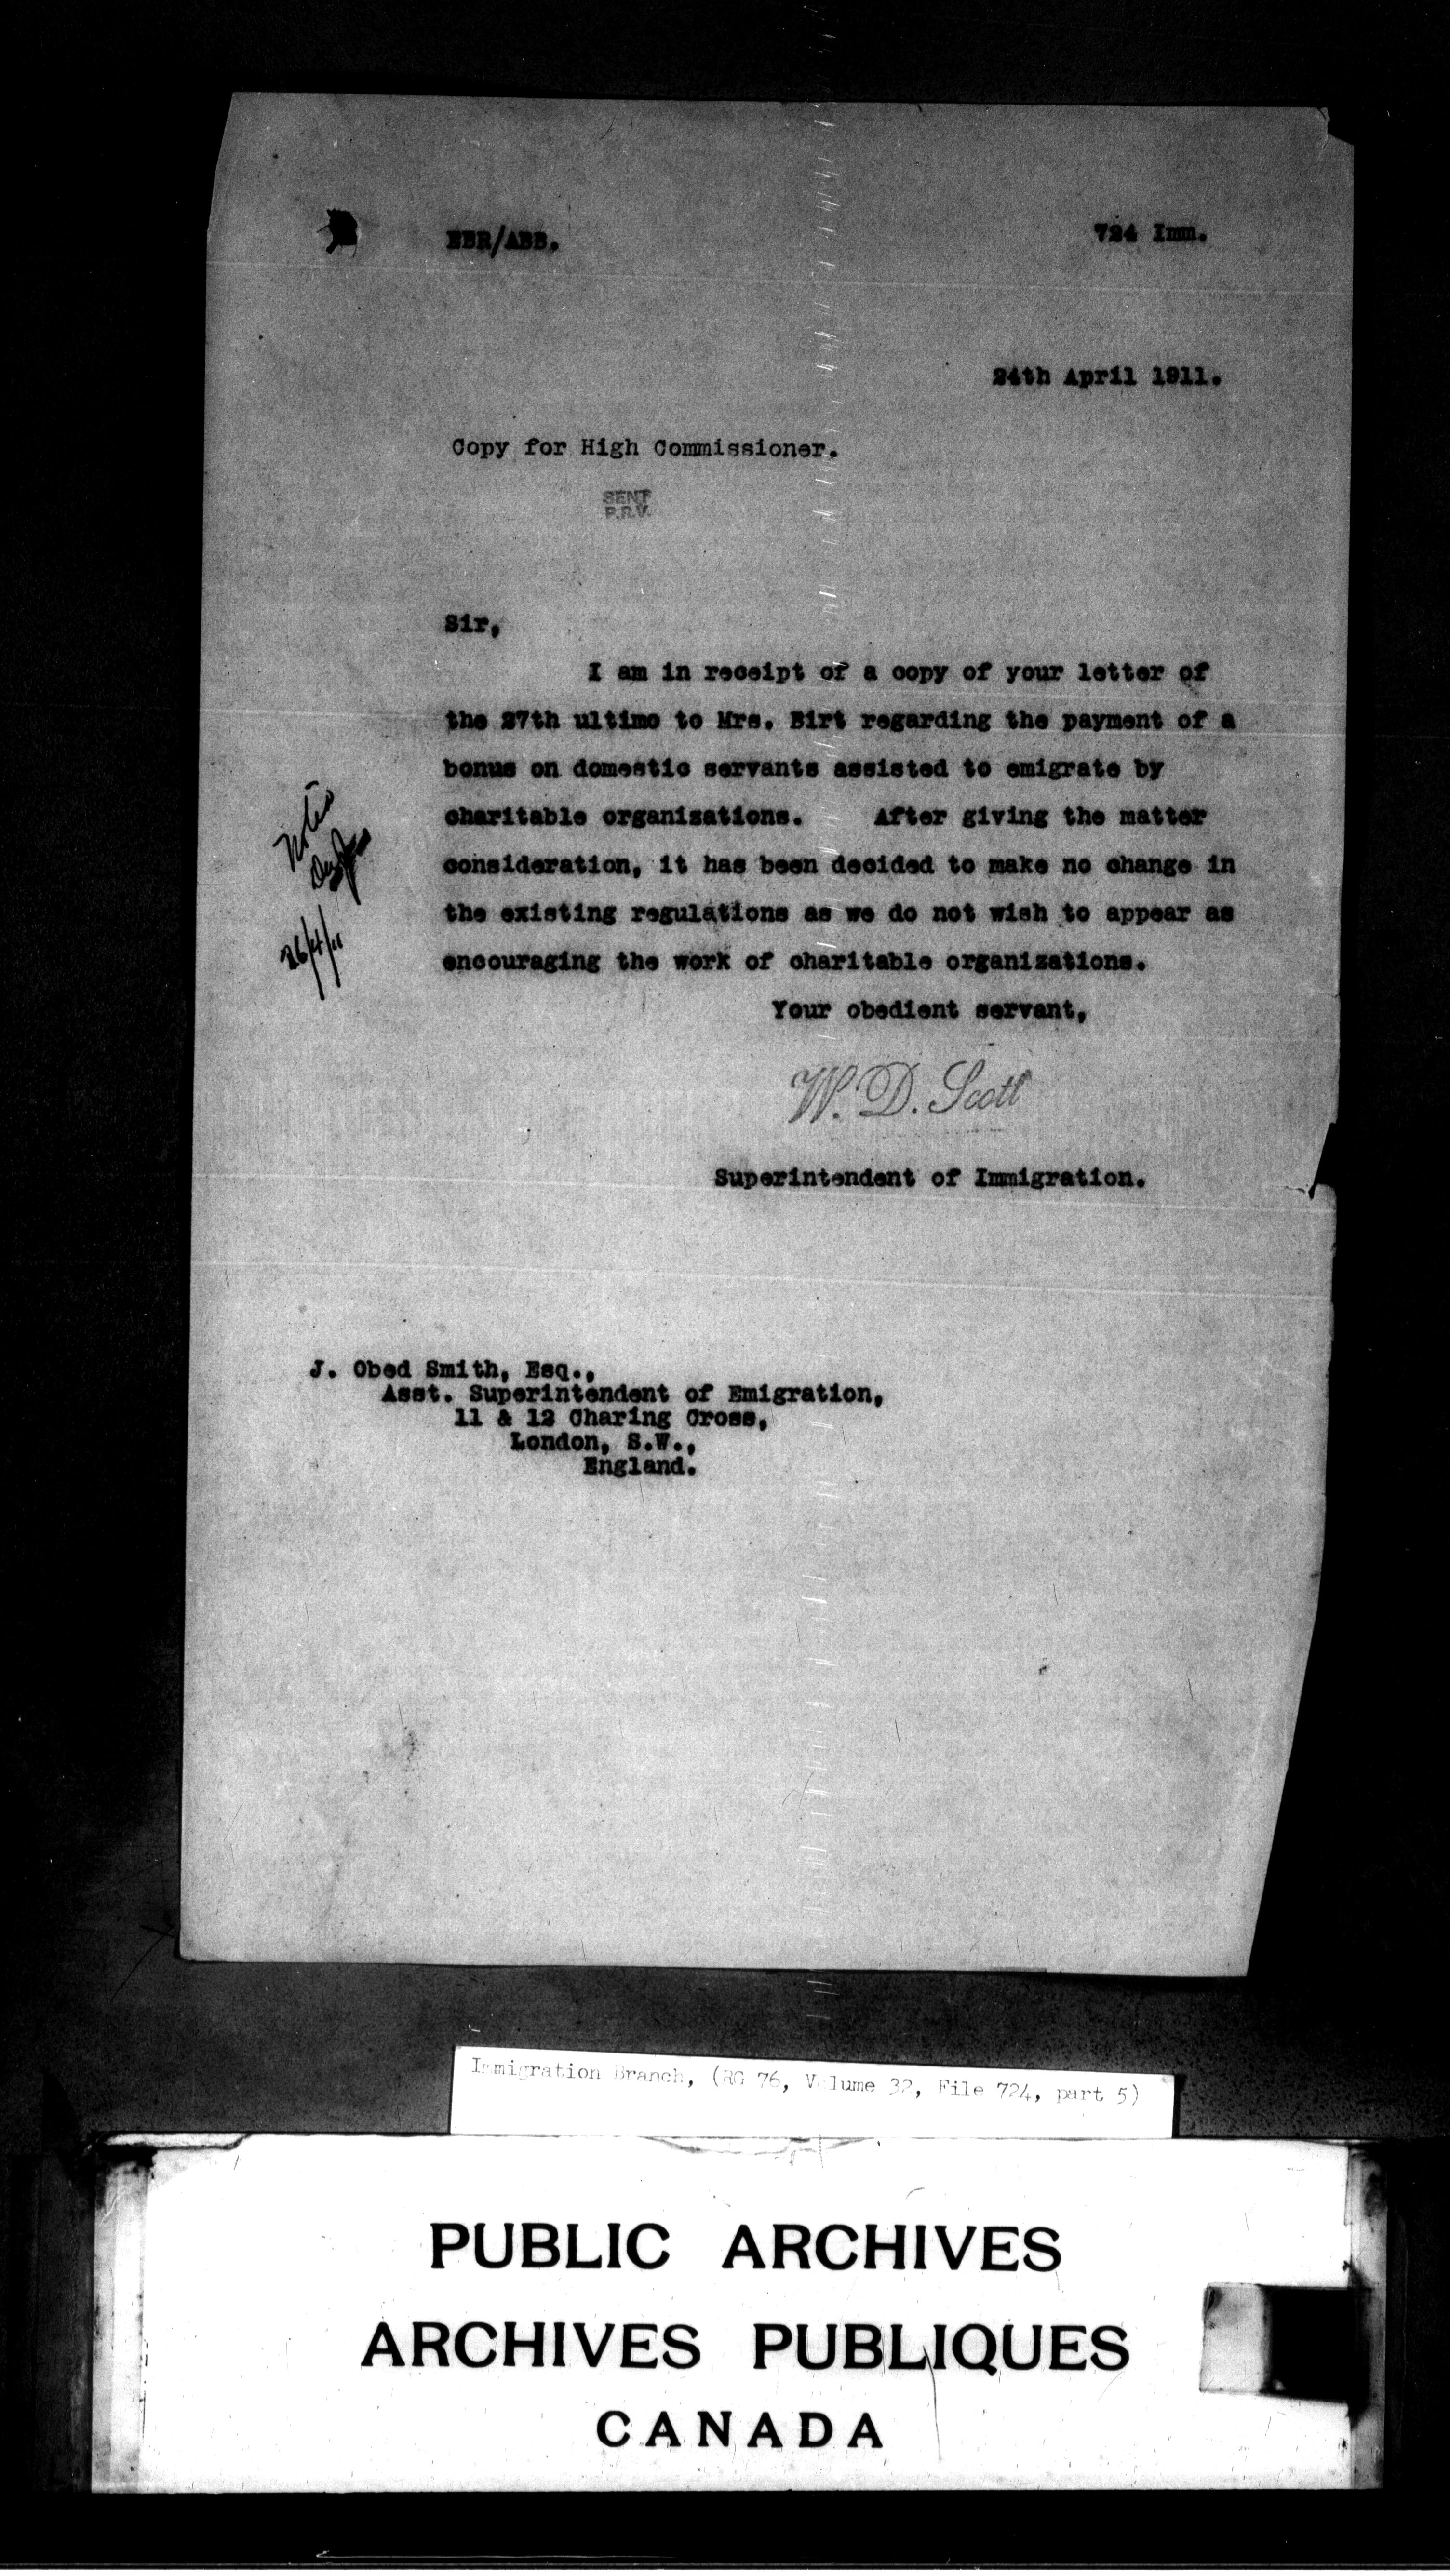 EBR/ABB.
724 Imm.
24th April 1911.
Copy for High Commissioner.
SENT
P.R.V.
Sir,
I am in receipt of a copy of your letter of
the 27th ultimo to Mrs. Birt regarding the payment of a
bonus on domestic servants assisted to emigrate by
charitable organizations. After giving the matter
consideration, it has been decided to make no change in
the existing regulations as we do not wish to appear as
encouraging the work of charitable organizations.
26/4/11
Your obedient servant,
W. D. Scott
Superintendent of Immigration.
J. Obed Smith, Esq.,
Asst. Superintendent of Emigration,
11 & 12 Charing Cross,
London, S.W.,
England.
Immigration Branch, (RG 76, Volume 32, File 724, part 5)
PUBLIC ARCHIVES
ARCHIVES PUBLIQUES
CANADA